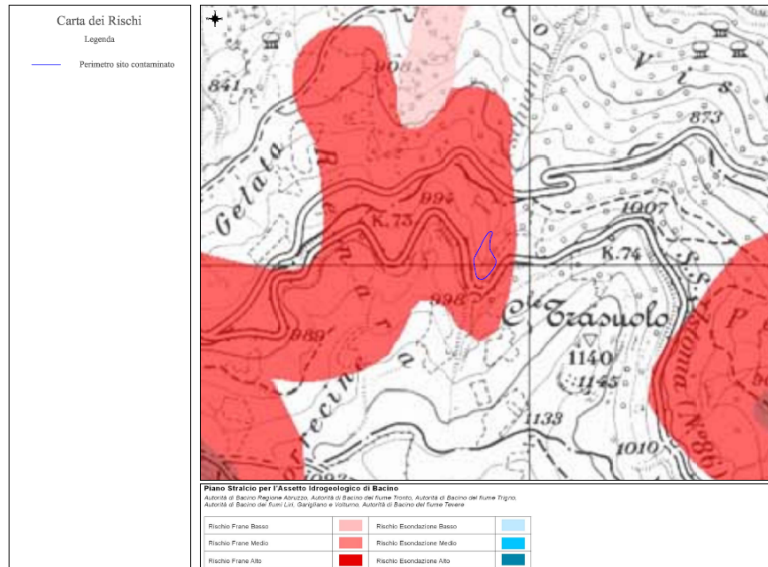 Carta dei Rischi
Legenda
Perimetro sito contaminato
908
841
873
Gelata
994
1007
K.73
K.74
998
C.le Trasuolo
989
1140
1145
1133
1010
Istonia (Nº86)
Piano Stralcio per l'Assetto Idrogeologico di Bacino
Autorità di Bacino Regione Abruzzo, Autorità di Bacino del fiume Tronto, Autorità di Bacino del fiume Trigno,
Autorità di Bacino dei fiumi Liri, Garigliano e Volturno, Autorità di Bacino del fiume Tevere
Rischio Frane Basso
Rischio Esondazione Basso
Rischio Frane Medio
Rischio Esondazione Medio
Rischio Frane Alto
Rischio Esondazione Alto